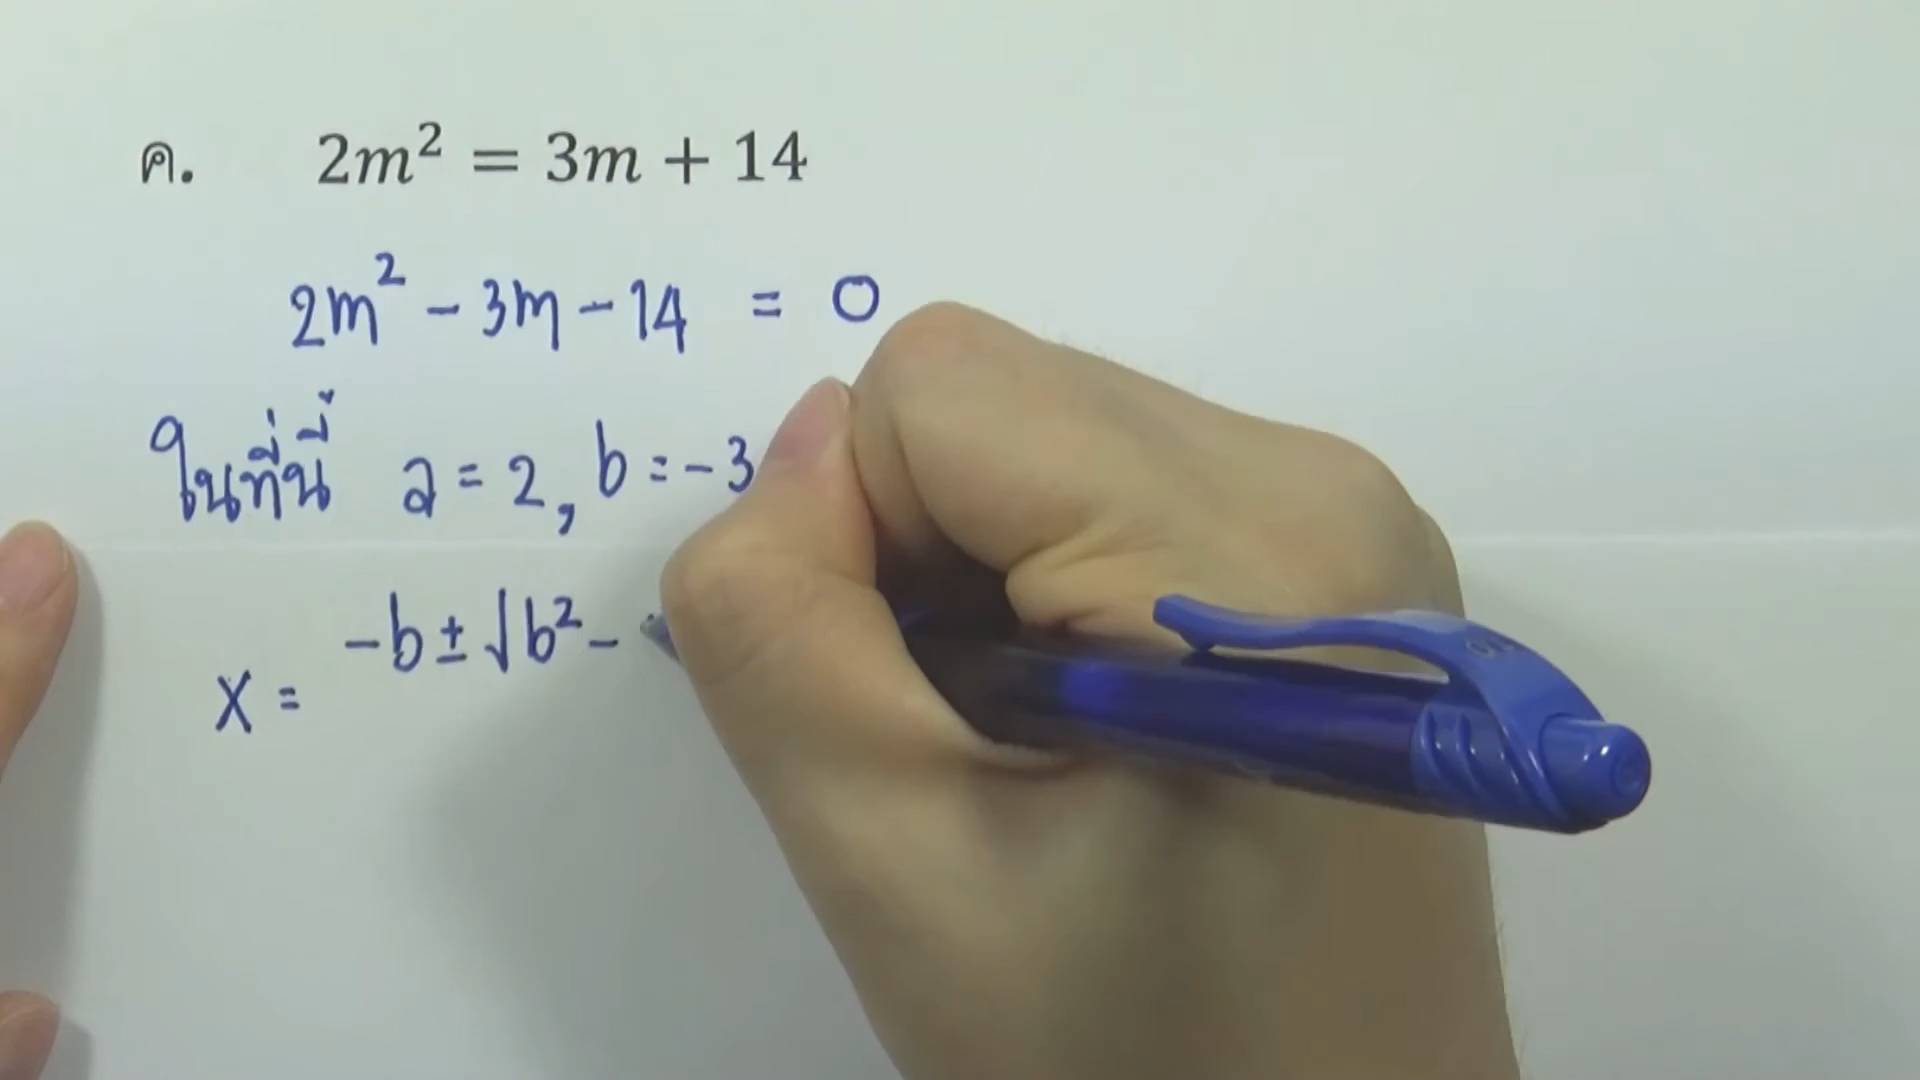 ค. 2m² = 3m + 14
2m² - 3m - 14 = 0
ในที่นี้ a = 2, b = -3
-b ± √b² -
x =